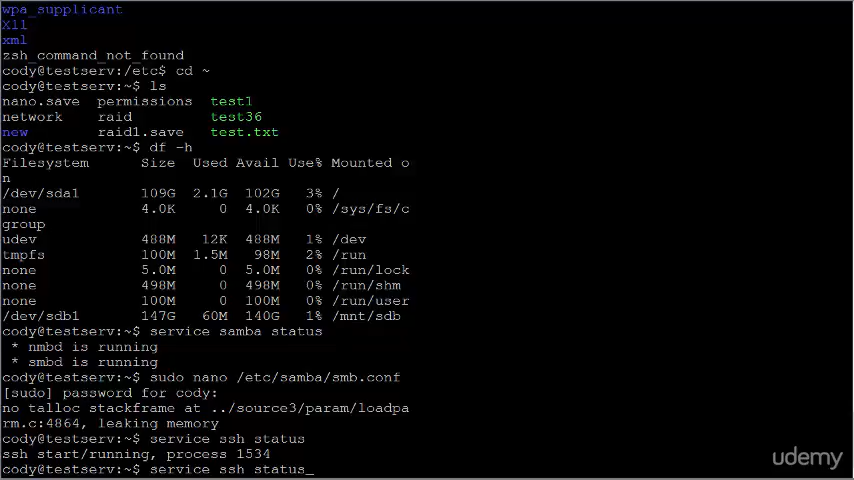 wpa_supplicant
X11
xml
zsh_command_not_found
cody@testserv:/etc$ cd ~
cody@testserv:~$ ls
nano.save  permissions  test1
network    raid         test36
new        raid1.save   test.txt
cody@testserv:~$ df -h
Filesystem      Size  Used Avail Use% Mounted o
n
/dev/sda1       109G  2.1G  102G   3% /
none            4.0K     0  4.0K   0% /sys/fs/c
group
udev            488M   12K  488M   1% /dev
tmpfs           100M  1.5M   98M   2% /run
none            5.0M     0  5.0M   0% /run/lock
none            498M     0  498M   0% /run/shm
none            100M     0  100M   0% /run/user
/dev/sdb1       147G   60M  140G   1% /mnt/sdb
cody@testserv:~$ service samba status
 * nmbd is running
 * smbd is running
cody@testserv:~$ sudo nano /etc/samba/smb.conf
[sudo] password for cody:
no talloc stackframe at ../source3/param/loadpa
rm.c:4864, leaking memory
cody@testserv:~$ service ssh status
ssh start/running, process 1534
cody@testserv:~$ service ssh status_
udemy